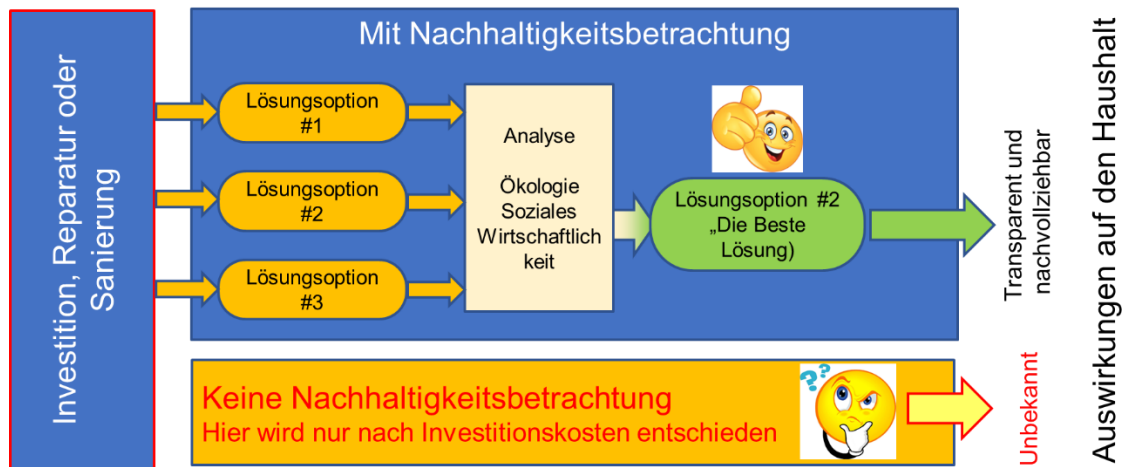 Investition, Reparatur oder
Sanierung
Mit Nachhaltigkeitsbetrachtung
Lösungsoption
#1
Lösungsoption
#2
Lösungsoption
#3
Analyse
Ökologie
Soziales
Wirtschaftlich
keit
Lösungsoption #2
„Die Beste
Lösung)
Transparent und
nachvollziehbar
Keine Nachhaltigkeitsbetrachtung
Hier wird nur nach Investitionskosten entschieden
??
Unbekannt
Auswirkungen auf den Haushalt